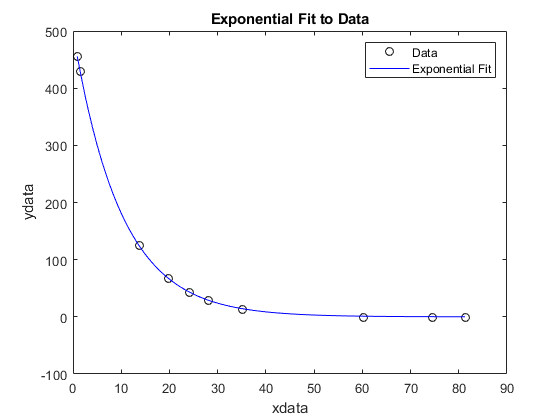 Exponential Fit to Data
500
400
300
200
100
0
-100
ydata
Data
Exponential Fit
0 10 20 30 40 50 60 70 80 90
xdata